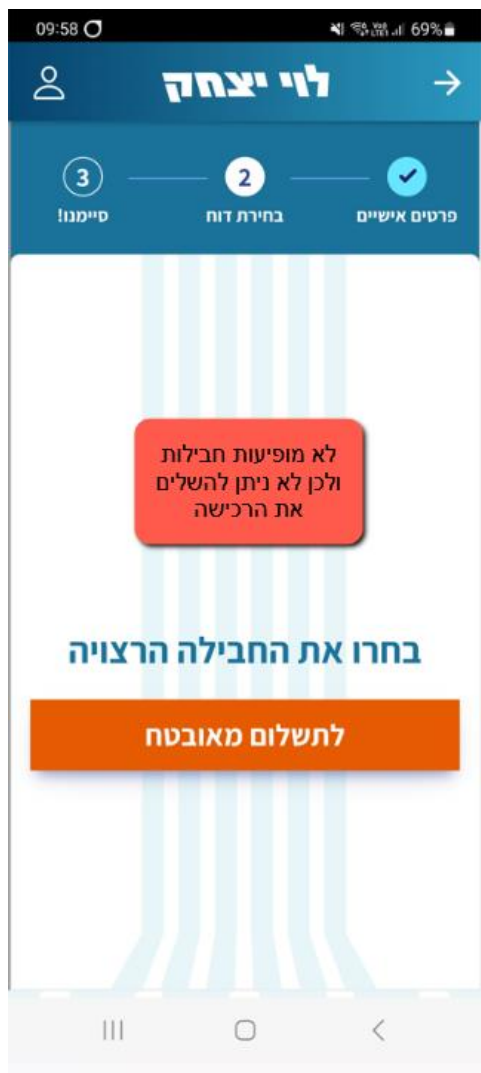 09:58 69%
לוי יצחק
3 2
פרטים אישיים בחירת דוח סיימנו!
לא מופיעות חבילות
ולכן לא ניתן להשלים
את הרכישה
בחרו את החבילה הרצויה
לתשלום מאובטח